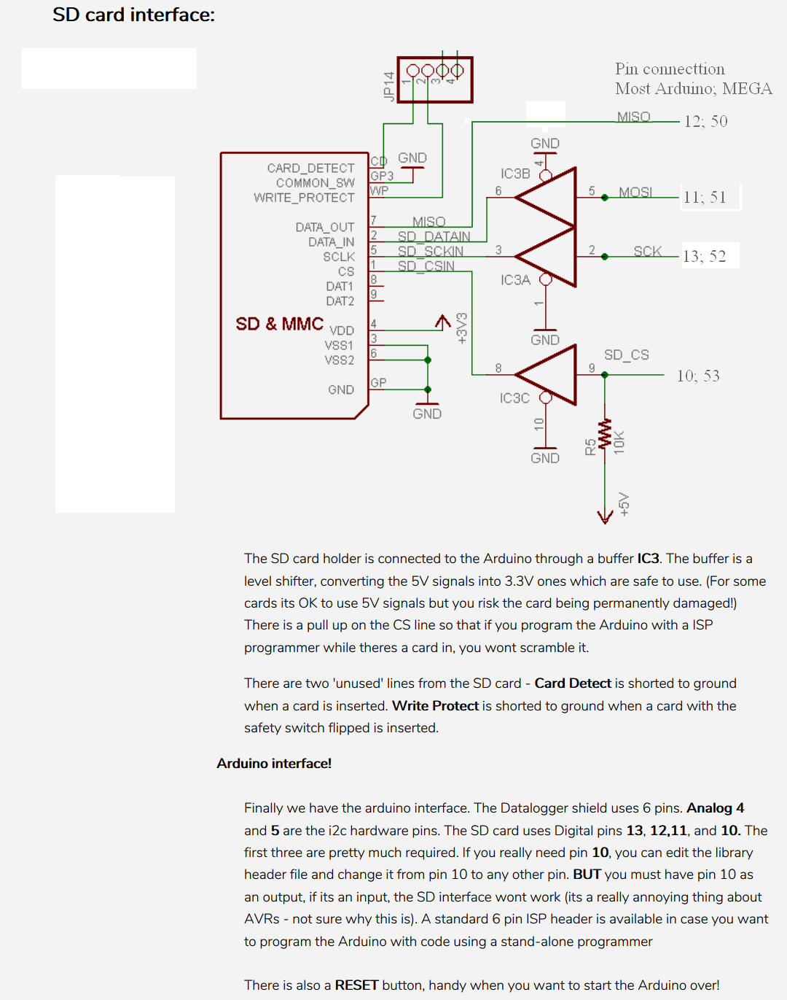 SD card interface:
JP14
1 2 3 4
Pin connecttion
Most Arduino; MEGA
MISO
12; 50
GND
4
IC3B
6
5
MOSI
11; 51
CARD_DETECT
CD
GND
COMMON_SW
GP3
WRITE_PROTECT
WP
DATA_OUT
7
MISO
DATA_IN
2
SD_DATAIN
SCLK
5
SD_SCKIN
3
2
SCK
13; 52
CS
1
SD_CSIN
IC3A
DAT1
8
DAT2
9
1
GND
SD & MMC
VDD
4
+3V3
VSS1
3
VSS2
6
GND
GP
GND
SD_CS
8
9
10; 53
IC3C
10
GND
R5
10K
+5V
The SD card holder is connected to the Arduino through a buffer IC3. The buffer is a
level shifter, converting the 5V signals into 3.3V ones which are safe to use. (For some
cards its OK to use 5V signals but you risk the card being permanently damaged!)
There is a pull up on the CS line so that if you program the Arduino with a ISP
programmer while theres a card in, you wont scramble it.
There are two 'unused' lines from the SD card - Card Detect is shorted to ground
when a card is inserted. Write Protect is shorted to ground when a card with the
safety switch flipped is inserted.
Arduino interface!
Finally we have the arduino interface. The Datalogger shield uses 6 pins. Analog 4
and 5 are the i2c hardware pins. The SD card uses Digital pins 13, 12,11, and 10. The
first three are pretty much required. If you really need pin 10, you can edit the library
header file and change it from pin 10 to any other pin. BUT you must have pin 10 as
an output, if its an input, the SD interface wont work (its a really annoying thing about
AVRs - not sure why this is). A standard 6 pin ISP header is available in case you want
to program the Arduino with code using a stand-alone programmer
There is also a RESET button, handy when you want to start the Arduino over!